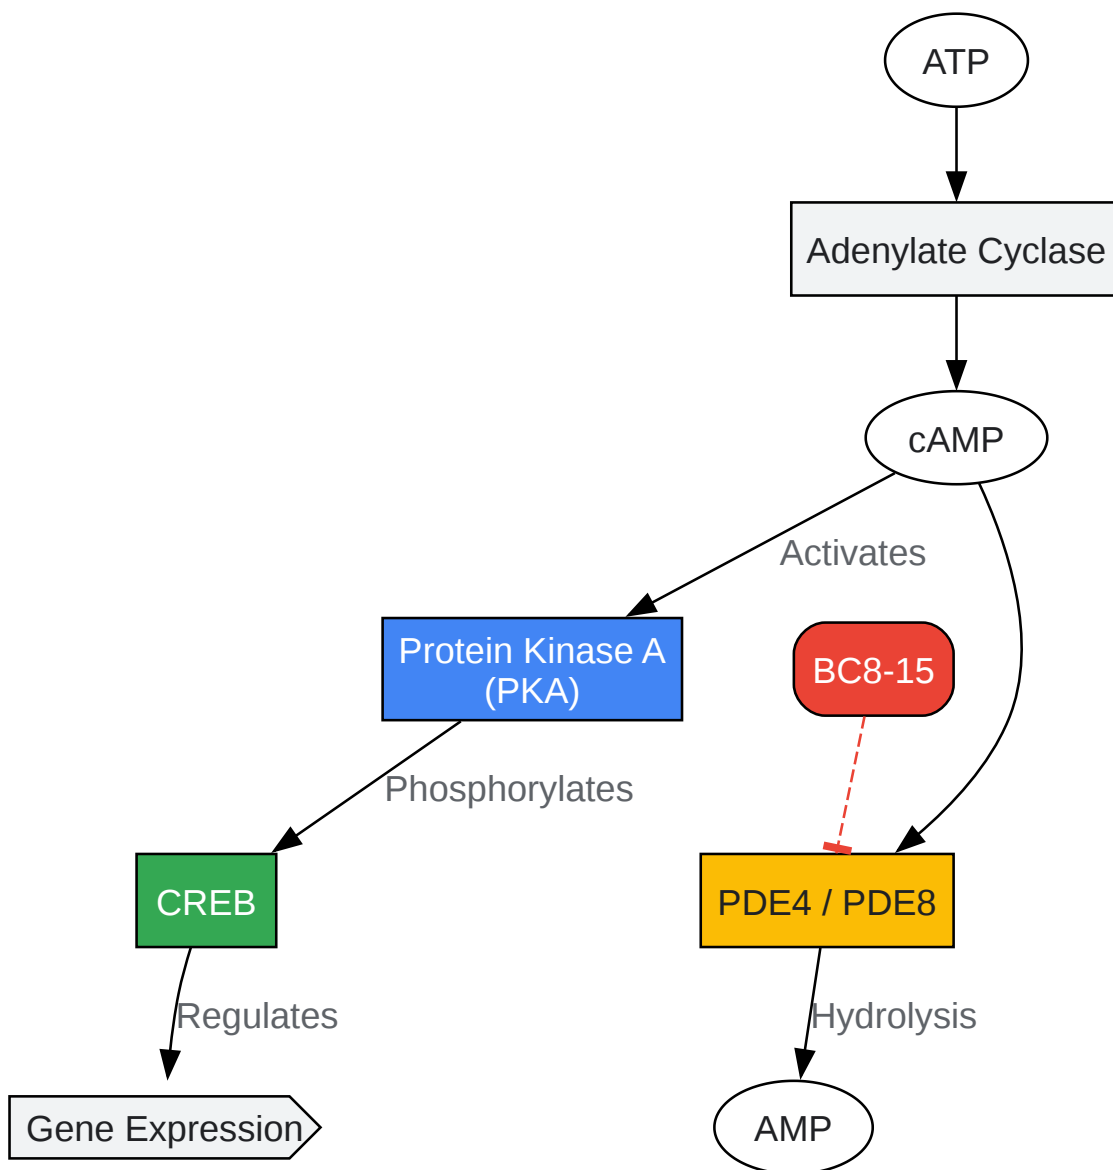 ATP
Adenylate Cyclase
cAMP
Activates
Protein Kinase A
(PKA)
BC8-15
Phosphorylates
CREB
PDE4 / PDE8
Regulates
Hydrolysis
Gene Expression
AMP